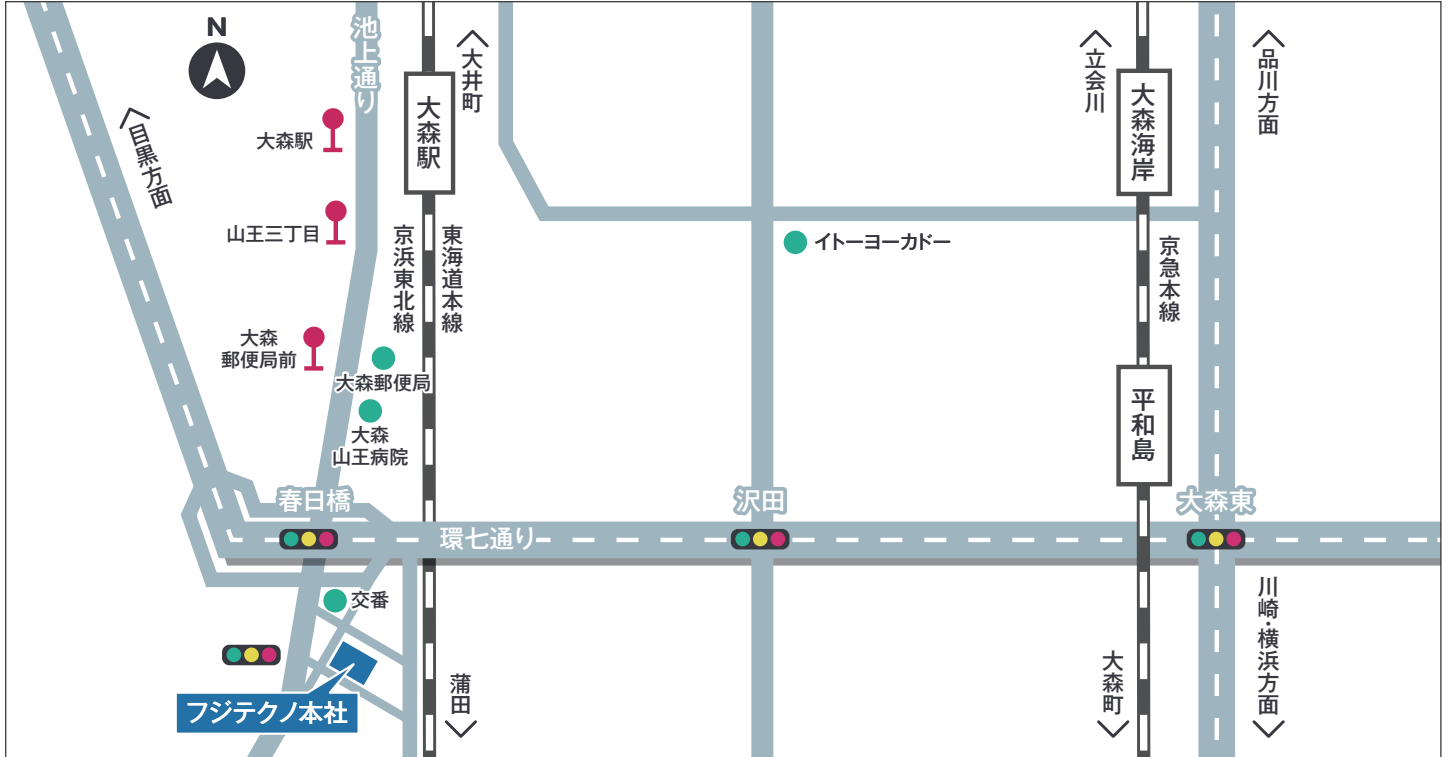 N
池上通り
大井町
立会川
品川方面
目黒方面
大森駅
大森駅
大森海岸
山王三丁目
京浜東北線
東海道本線
イトーヨーカドー
京急本線
大森
郵便局前
大森郵便局
大森
山王病院
平和島
春日橋
沢田
大森東
環七通り
交番
フジテクノ本社
蒲田
大森町
川崎・横浜方面